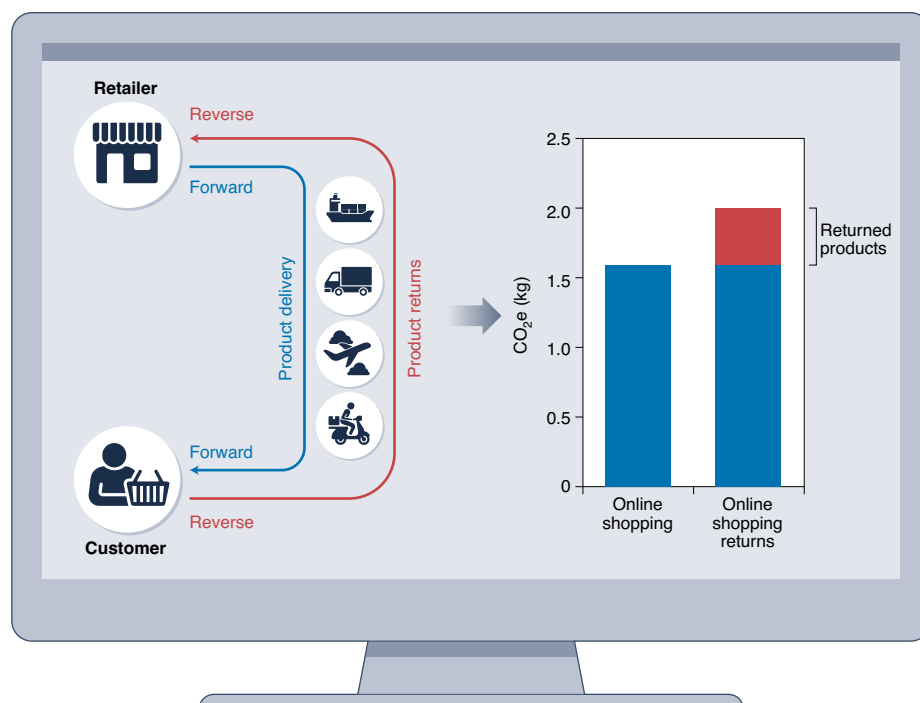 Retailer
Reverse
Forward
Product delivery
Product returns
Forward
Reverse
Customer
CO₂e (kg)
2.5
2.0
1.5
1.0
0.5
0
Returned
products
Online
shopping
Online
shopping
returns